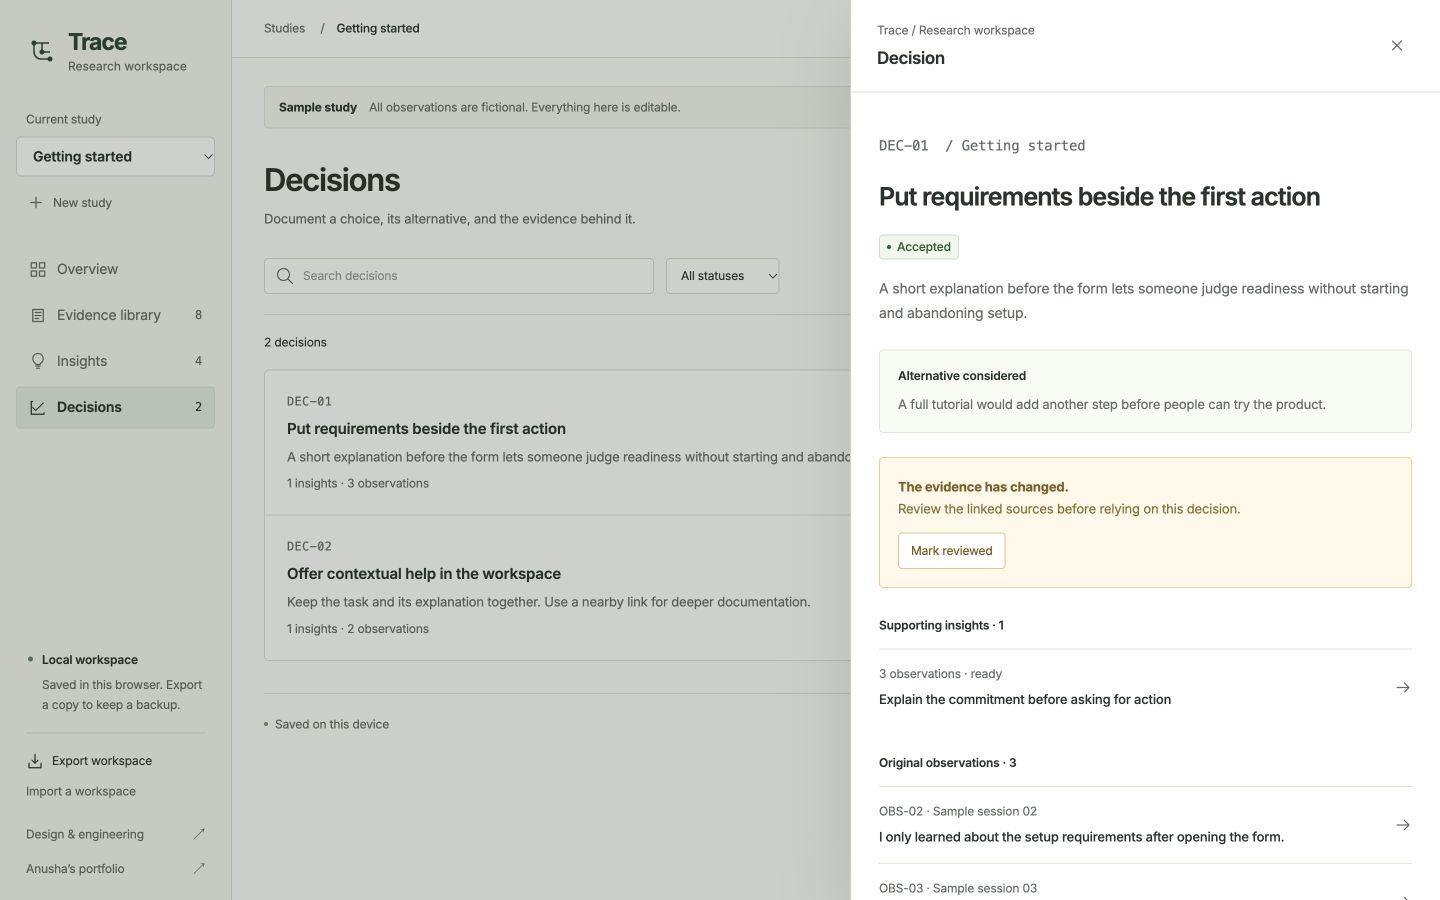 Trace
Research workspace
Current study
Getting started
New study
Overview
Evidence library 8
Insights 4
Decisions 2
Local workspace
Saved in this browser. Export
a copy to keep a backup.
Export workspace
Import a workspace
Design & engineering
Anusha's portfolio
Studies / Getting started
Sample study All observations are fictional. Everything here is editable.
Decisions
Document a choice, its alternative, and the evidence behind it.
Search decisions
All statuses
2 decisions
DEC-01
Put requirements beside the first action
A short explanation before the form lets someone judge readiness without starting and abando
1 insights · 3 observations
DEC-02
Offer contextual help in the workspace
Keep the task and its explanation together. Use a nearby link for deeper documentation.
1 insights · 2 observations
Saved on this device
Trace / Research workspace
Decision
DEC-01 / Getting started
Put requirements beside the first action
Accepted
A short explanation before the form lets someone judge readiness without starting
and abandoning setup.
Alternative considered
A full tutorial would add another step before people can try the product.
The evidence has changed.
Review the linked sources before relying on this decision.
Mark reviewed
Supporting insights · 1
3 observations · ready
Explain the commitment before asking for action
Original observations · 3
OBS-02 · Sample session 02
I only learned about the setup requirements after opening the form.
OBS-03 · Sample session 03